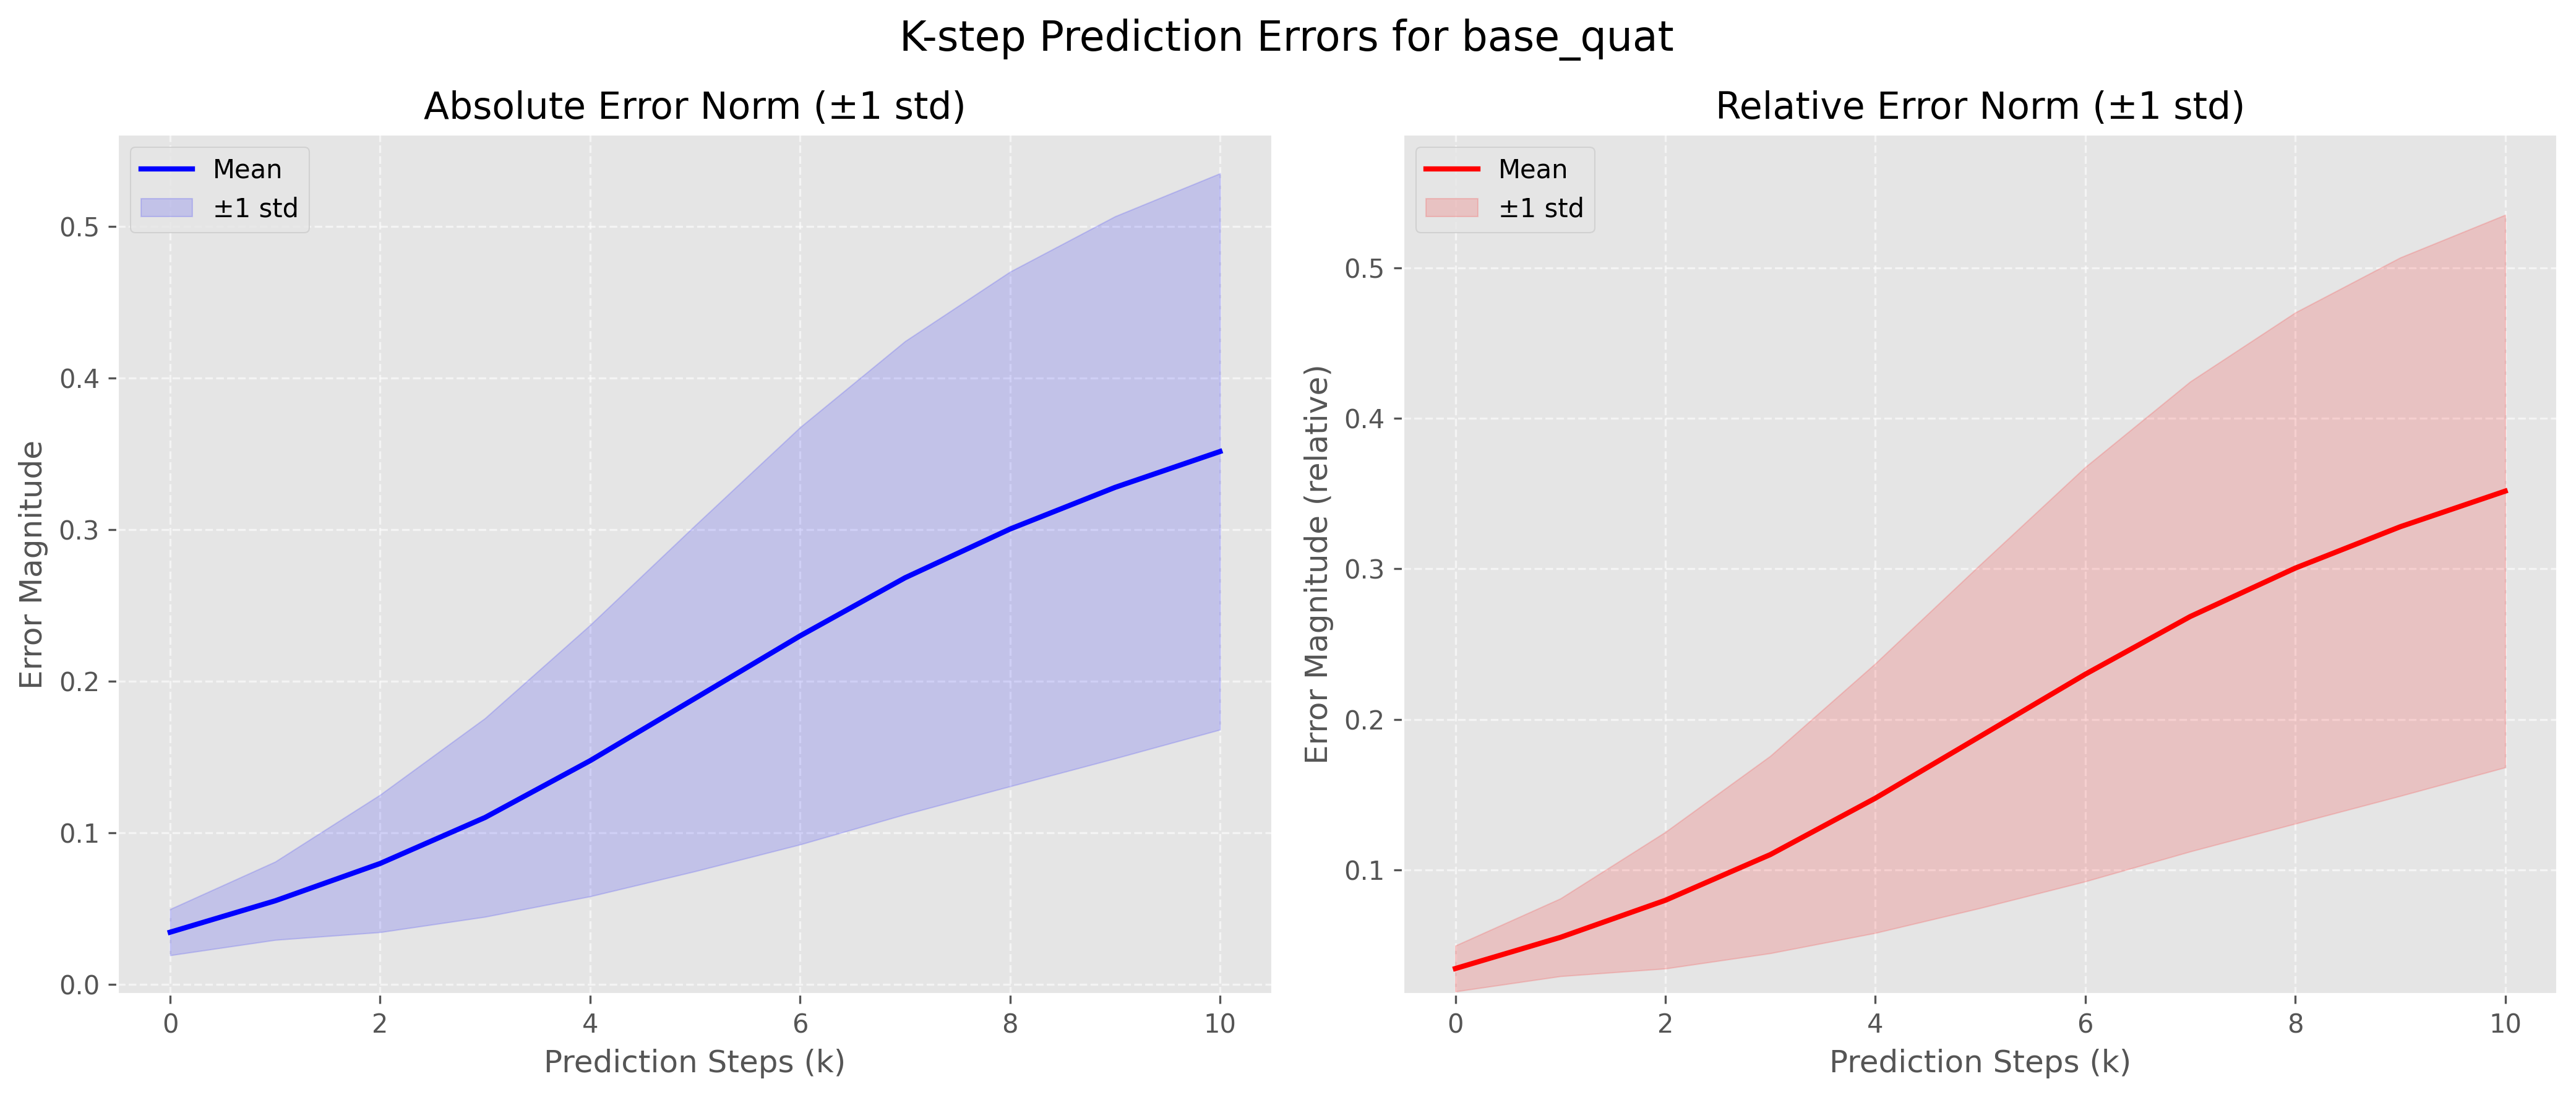 K-step Prediction Errors for base_quat
Absolute Error Norm (±1 std)
Mean
±1 std
0.5
0.4
0.3
0.2
0.1
0.0
Error Magnitude
0 2 4 6 8 10
Prediction Steps (k)
Relative Error Norm (±1 std)
Mean
±1 std
0.5
0.4
0.3
0.2
0.1
Error Magnitude (relative)
0 2 4 6 8 10
Prediction Steps (k)